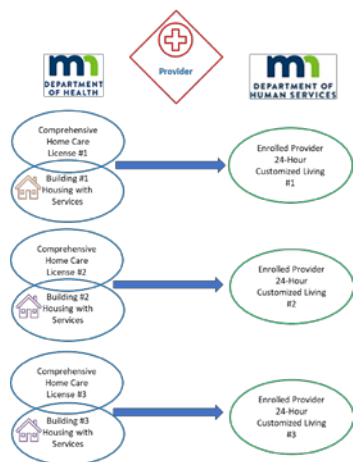 Provider
DEPARTMENT
OF HEALTH
DEPARTMENT OF
HUMAN SERVICES
Comprehensive
Home Care
License #1
Building #1
Housing with
Services
Enrolled Provider
24-Hour
Customized Living
#1
Comprehensive
Home Care
License #2
Building #2
Housing with
Services
Enrolled Provider
24-Hour
Customized Living
#2
Comprehensive
Home Care
License #3
Building #3
Housing with
Services
Enrolled Provider
24-Hour
Customized Living
#3